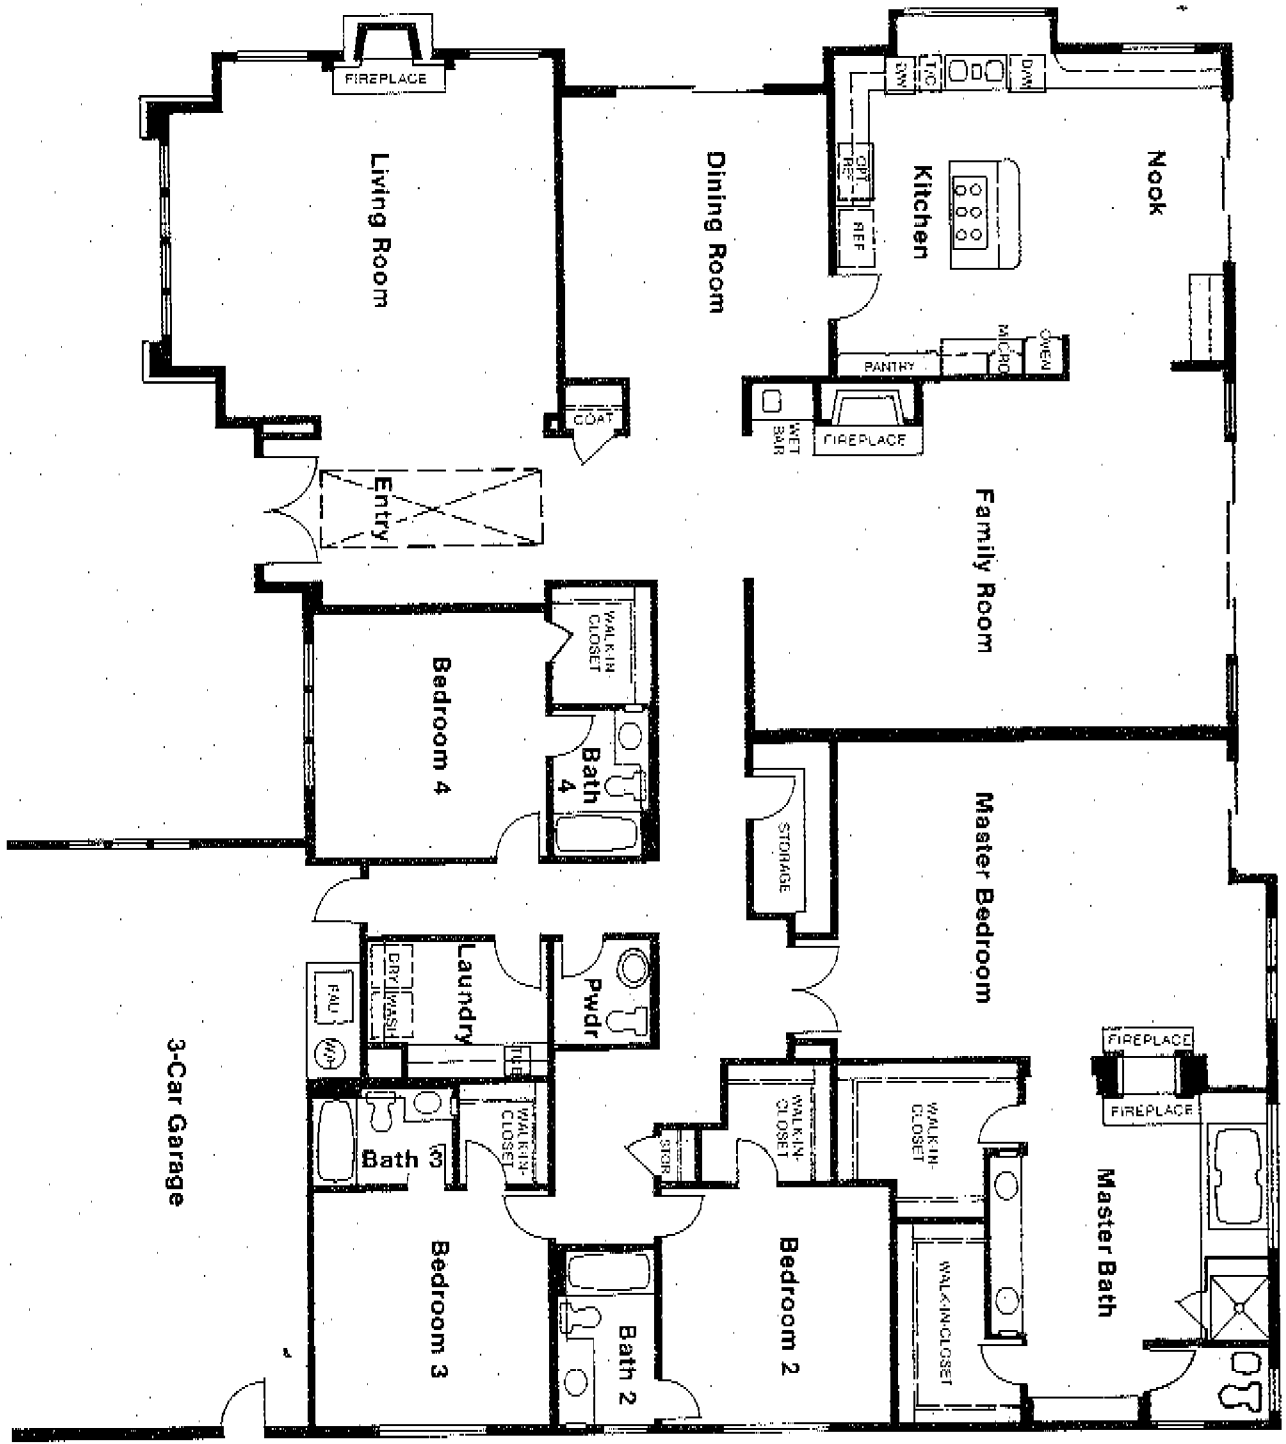 FIREPLACE
Living Room
Dining Room
D/W
T/C
D/W
OPT.
REF
REF
Kitchen
Nook
PANTRY
MICRO
OVEN
COAT
WET
BAR
FIREPLACE
Entry
Family Room
WALK-IN-
CLOSET
Bedroom 4
Bath
4
STORAGE
Master Bedroom
DRY
WASH
Laundry
Pwdr
FAU
W/H
3-Car Garage
FIREPLACE
FIREPLACE
WALK-IN-
CLOSET
WALK-IN-
CLOSET
WALK-IN-
CLOSET
STOR
Bath 3
Master Bath
Bedroom 3
Bath 2
Bedroom 2
WALK-IN-CLOSET